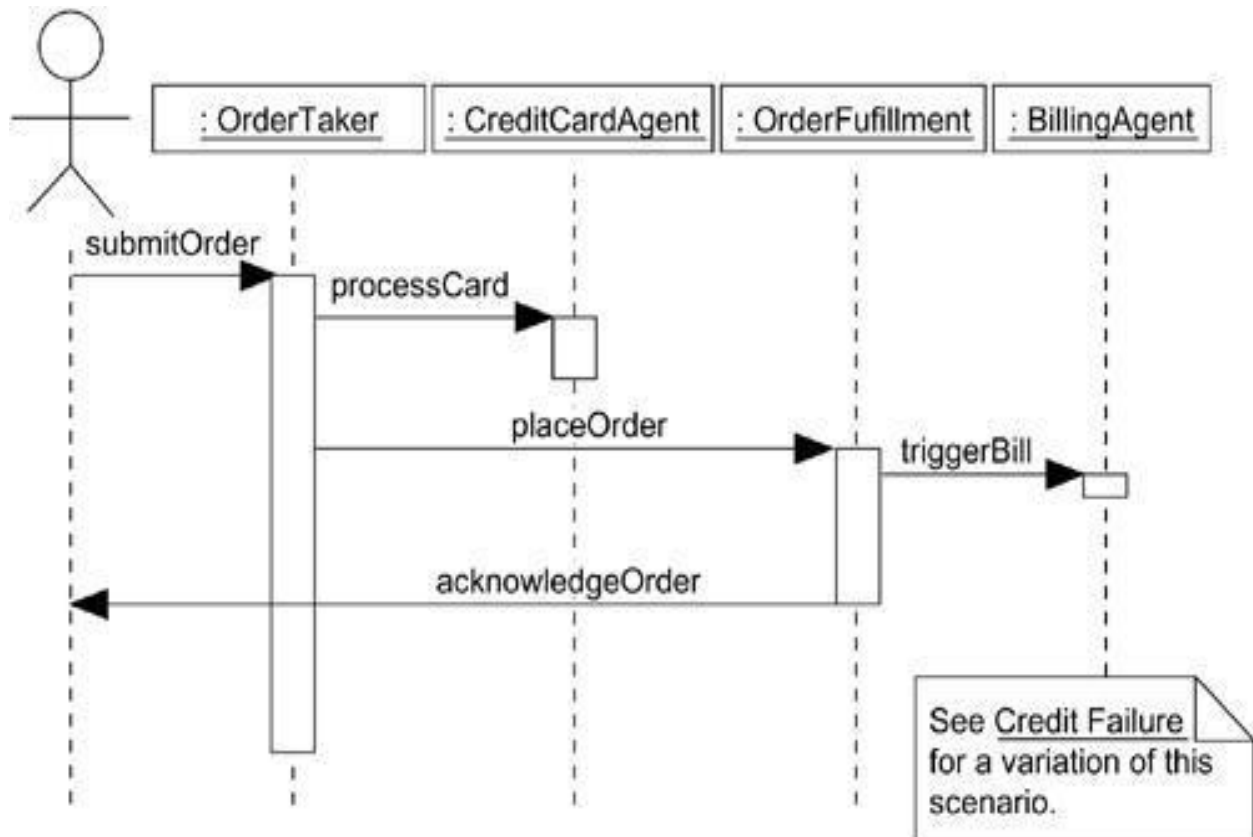 : OrderTaker
: CreditCardAgent
: OrderFufillment
: BillingAgent
submitOrder
processCard
placeOrder
triggerBill
acknowledgeOrder
See Credit Failure
for a variation of this
scenario.